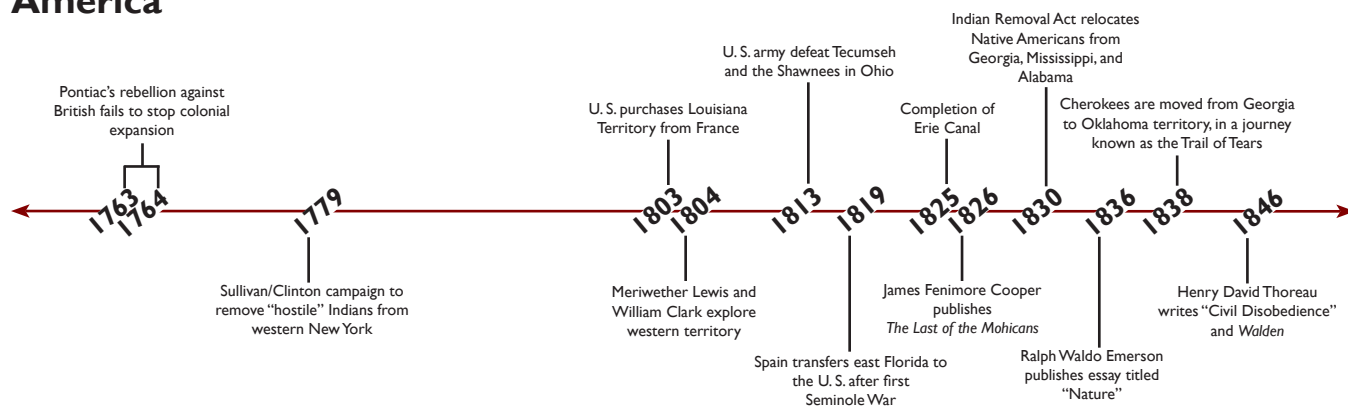 America
Pontiac's rebellion against
British fails to stop colonial
expansion
U. S. purchases Louisiana
Territory from France
U. S. army defeat Tecumseh
and the Shawnees in Ohio
Completion of
Erie Canal
Indian Removal Act relocates
Native Americans from
Georgia, Mississippi, and
Alabama
Cherokees are moved from Georgia
to Oklahoma territory, in a journey
known as the Trail of Tears
1763
1764
1779
1803
1804
1813
1819
1825
1826
1830
1836
1838
1846
Sullivan/Clinton campaign to
remove “hostile” Indians from
western New York
Meriwether Lewis and
William Clark explore
western territory
Spain transfers east Florida to
the U. S. after first
Seminole War
James Fenimore Cooper
publishes
The Last of the Mohicans
Ralph Waldo Emerson
publishes essay titled
“Nature”
Henry David Thoreau
writes “Civil Disobedience”
and Walden